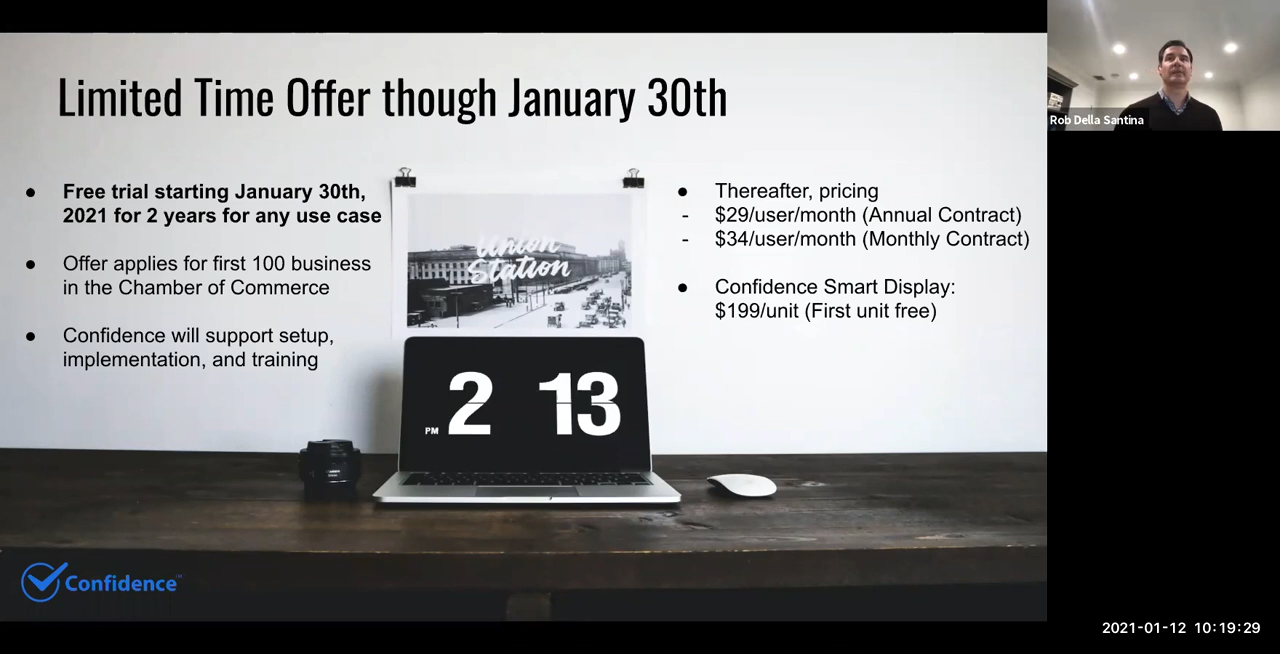 Limited Time Offer though January 30th
● Free trial starting January 30th,
2021 for 2 years for any use case
● Offer applies for first 100 business
in the Chamber of Commerce
● Confidence will support setup,
implementation, and training
● Thereafter, pricing
- $29/user/month (Annual Contract)
- $34/user/month (Monthly Contract)
● Confidence Smart Display:
$199/unit (First unit free)
Union
Station
PM 2 13
Confidence™
Rob Della Santina
2021-01-12 10:19:29